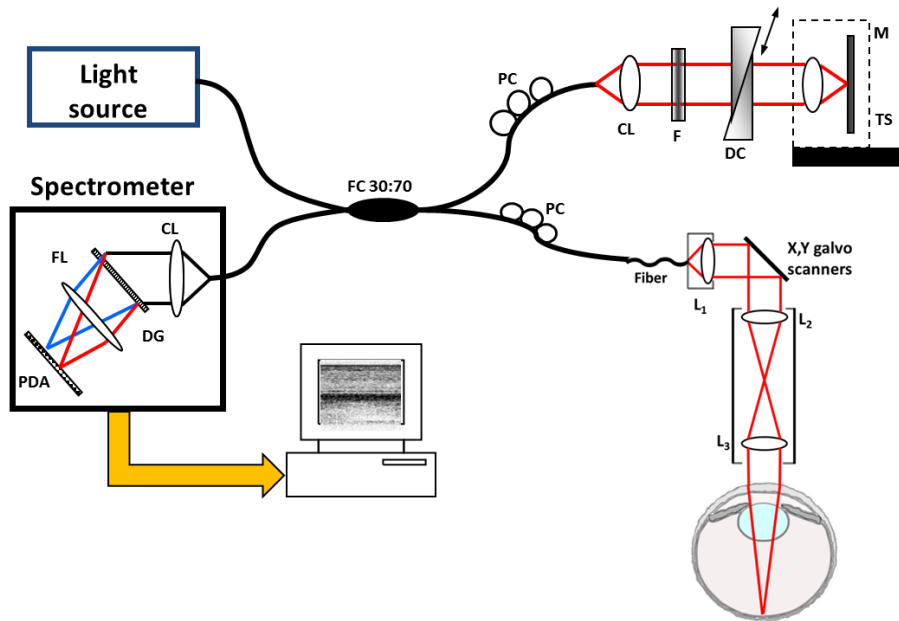 Light
source
PC
M
CL
F
DC
TS
FC 30:70
PC
Spectrometer
CL
FL
DG
PDA
Fiber
L1
X,Y galvo
scanners
L2
L3